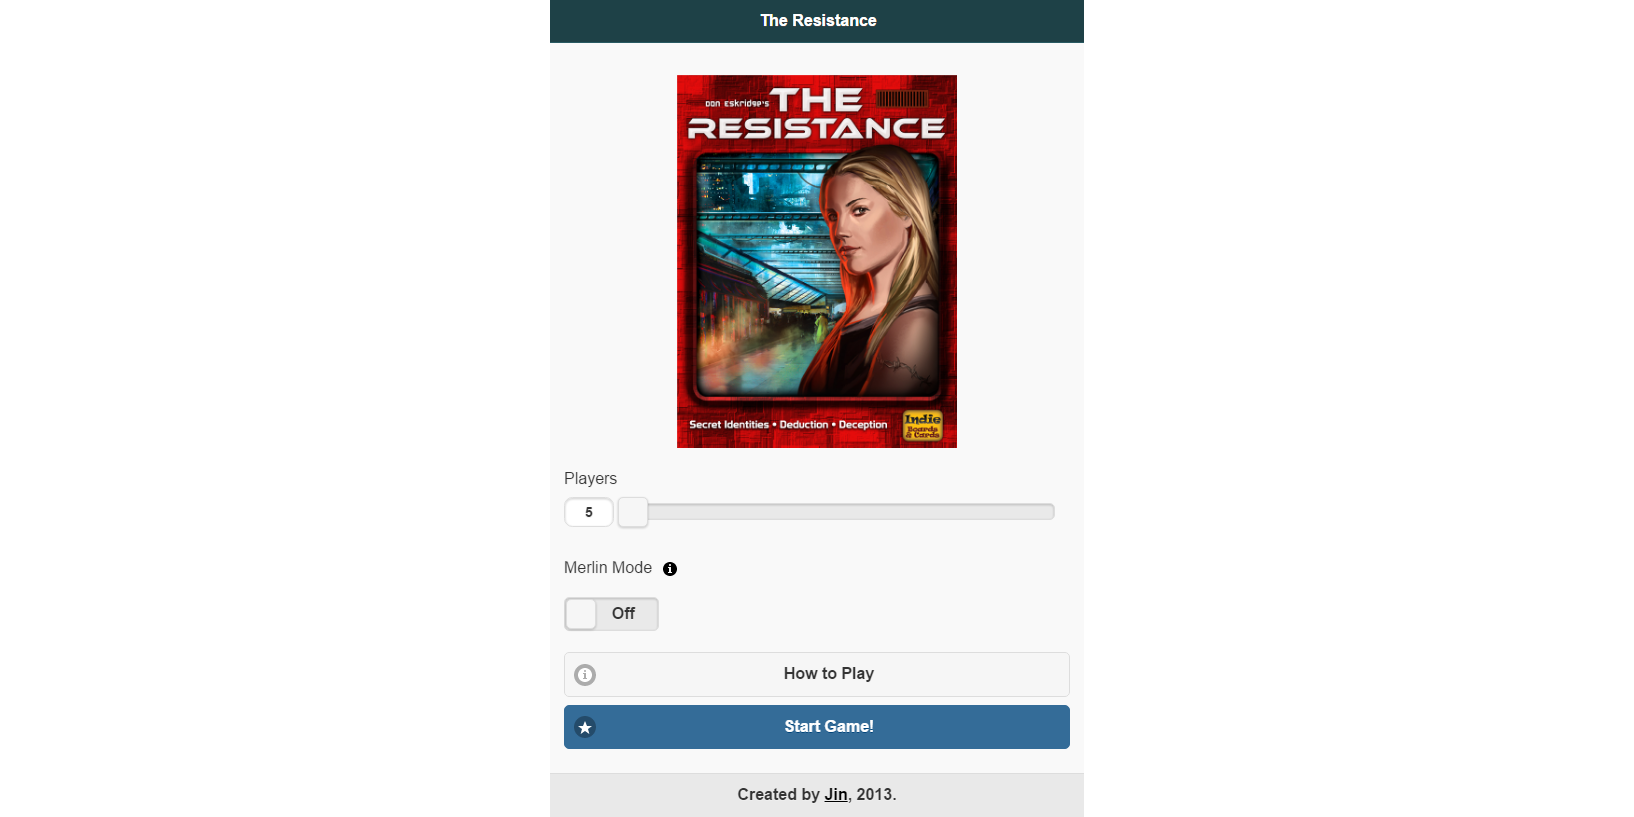 The Resistance
Don Eskridge's THE
RESISTANCE
Secret Identities • Deduction • Deception
Indie
Boards
& Cards
Players
5
Merlin Mode
Off
How to Play
Start Game!
Created by Jin, 2013.